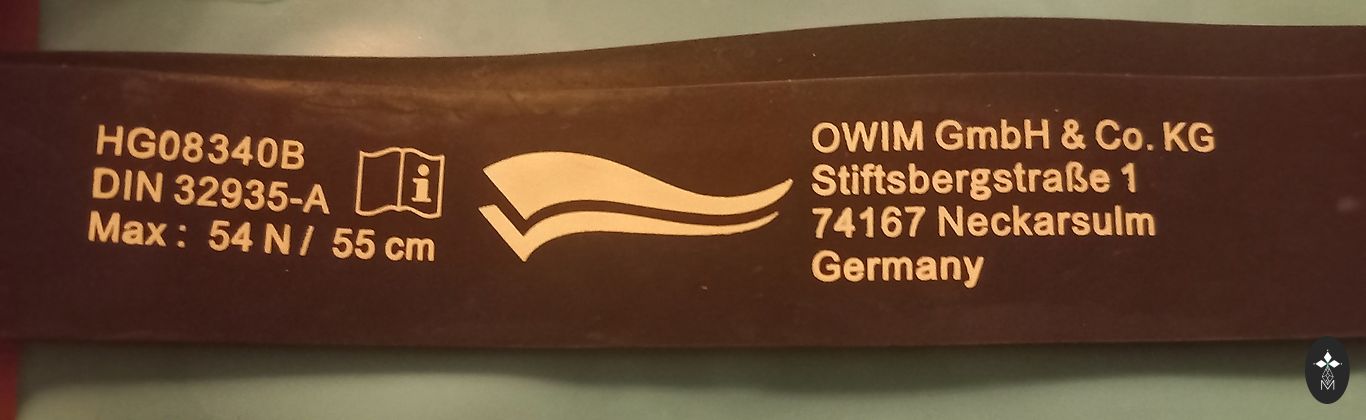 HG08340B
DIN 32935-A
Max : 54 N / 55 cm
i
OWIM GmbH & Co. KG
Stiftsbergstraße 1
74167 Neckarsulm
Germany
M